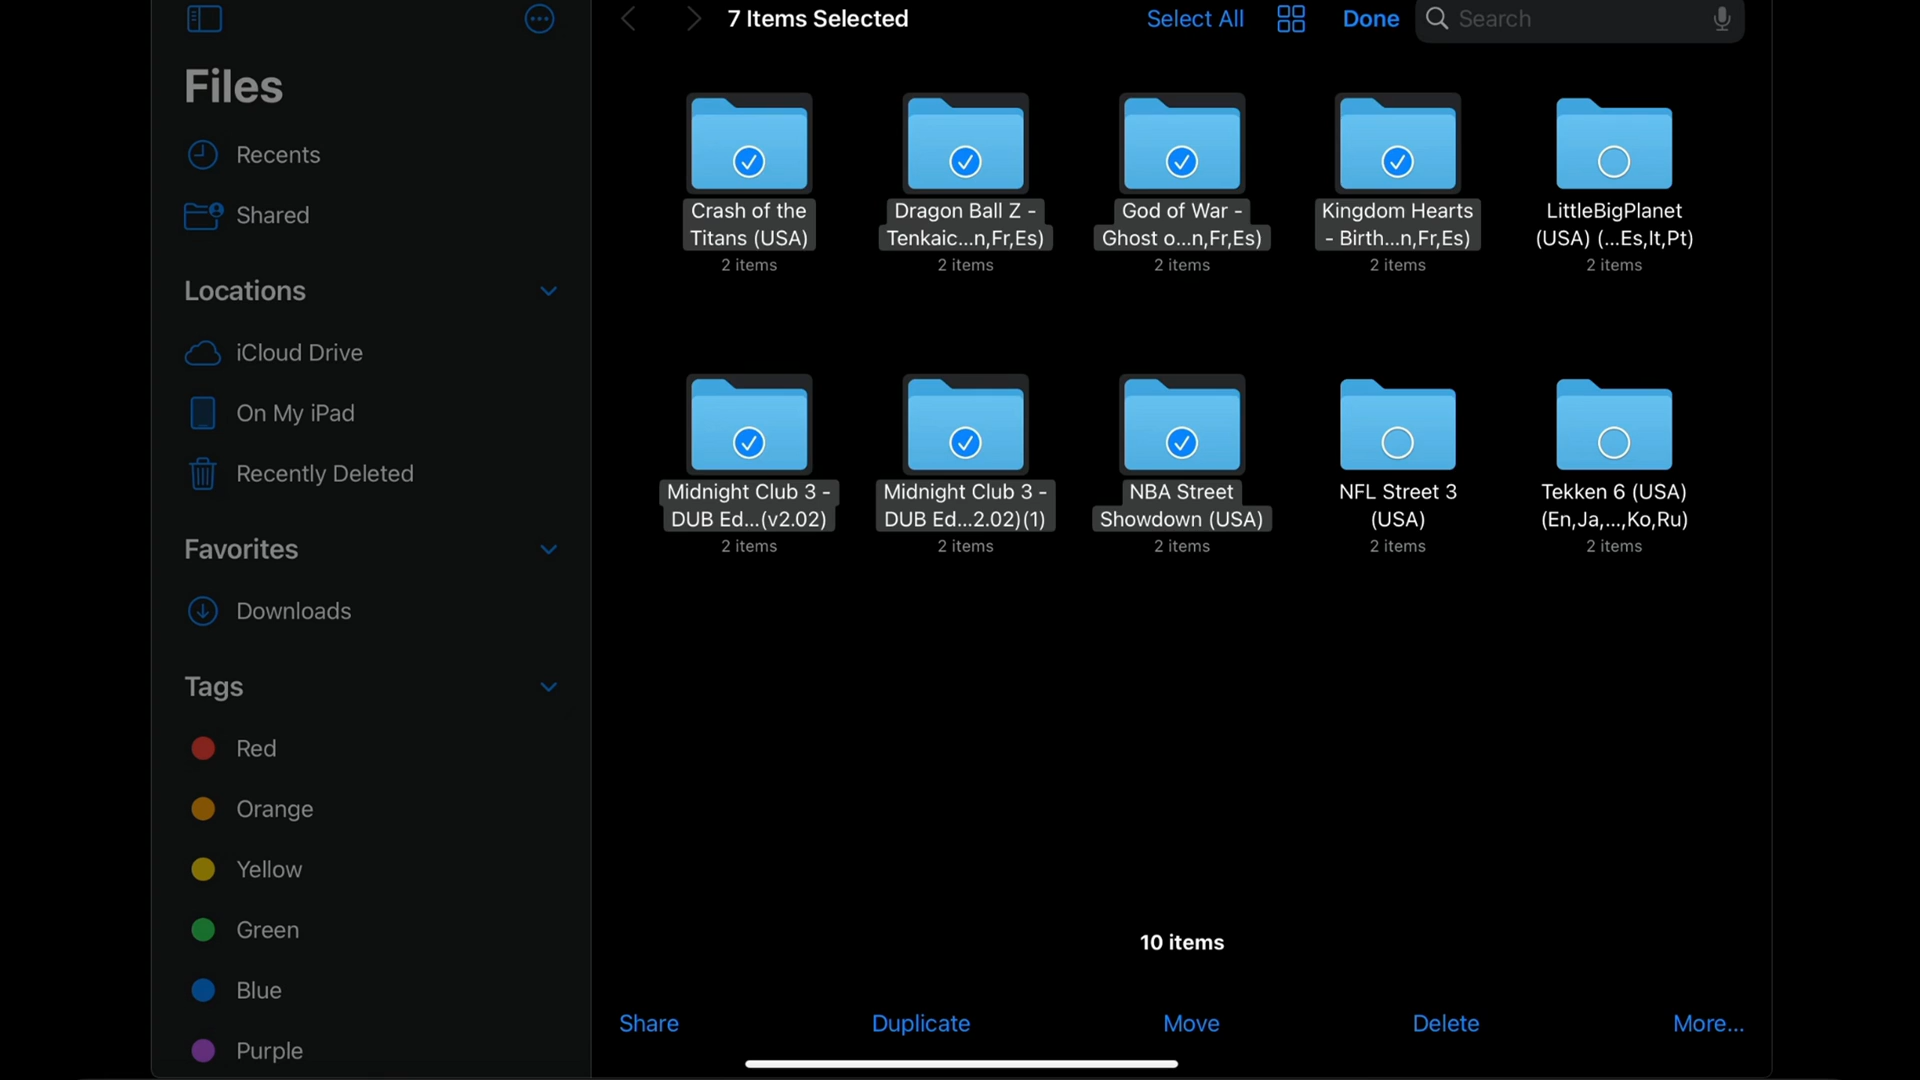 7 Items Selected
Select All
Done
Search
Files
Recents
Shared
Locations
iCloud Drive
On My iPad
Recently Deleted
Favorites
Downloads
Tags
Red
Orange
Yellow
Green
Blue
Purple
Crash of the
Titans (USA)
2 items
Dragon Ball Z -
Tenkaic...n,Fr,Es)
2 items
God of War -
Ghost o...n,Fr,Es)
2 items
Kingdom Hearts
- Birth...n,Fr,Es)
2 items
LittleBigPlanet
(USA) (...Es,It,Pt)
2 items
Midnight Club 3 -
DUB Ed...(v2.02)
2 items
Midnight Club 3 -
DUB Ed...2.02)(1)
2 items
NBA Street
Showdown (USA)
2 items
NFL Street 3
(USA)
2 items
Tekken 6 (USA)
(En,Ja,...,Ko,Ru)
2 items
10 items
Share
Duplicate
Move
Delete
More...